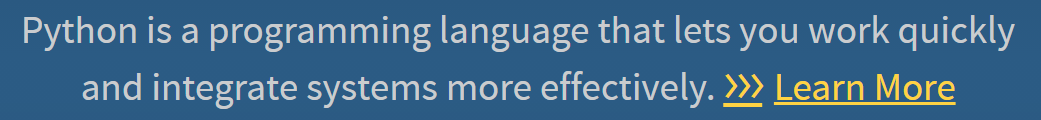 Python is a programming language that lets you work quickly
and integrate systems more effectively. >>> Learn More